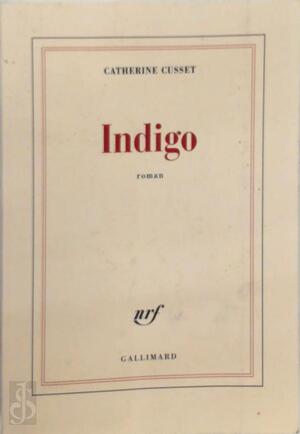 CATHERINE CUSSET
Indigo
roman
nrf
GALLIMARD